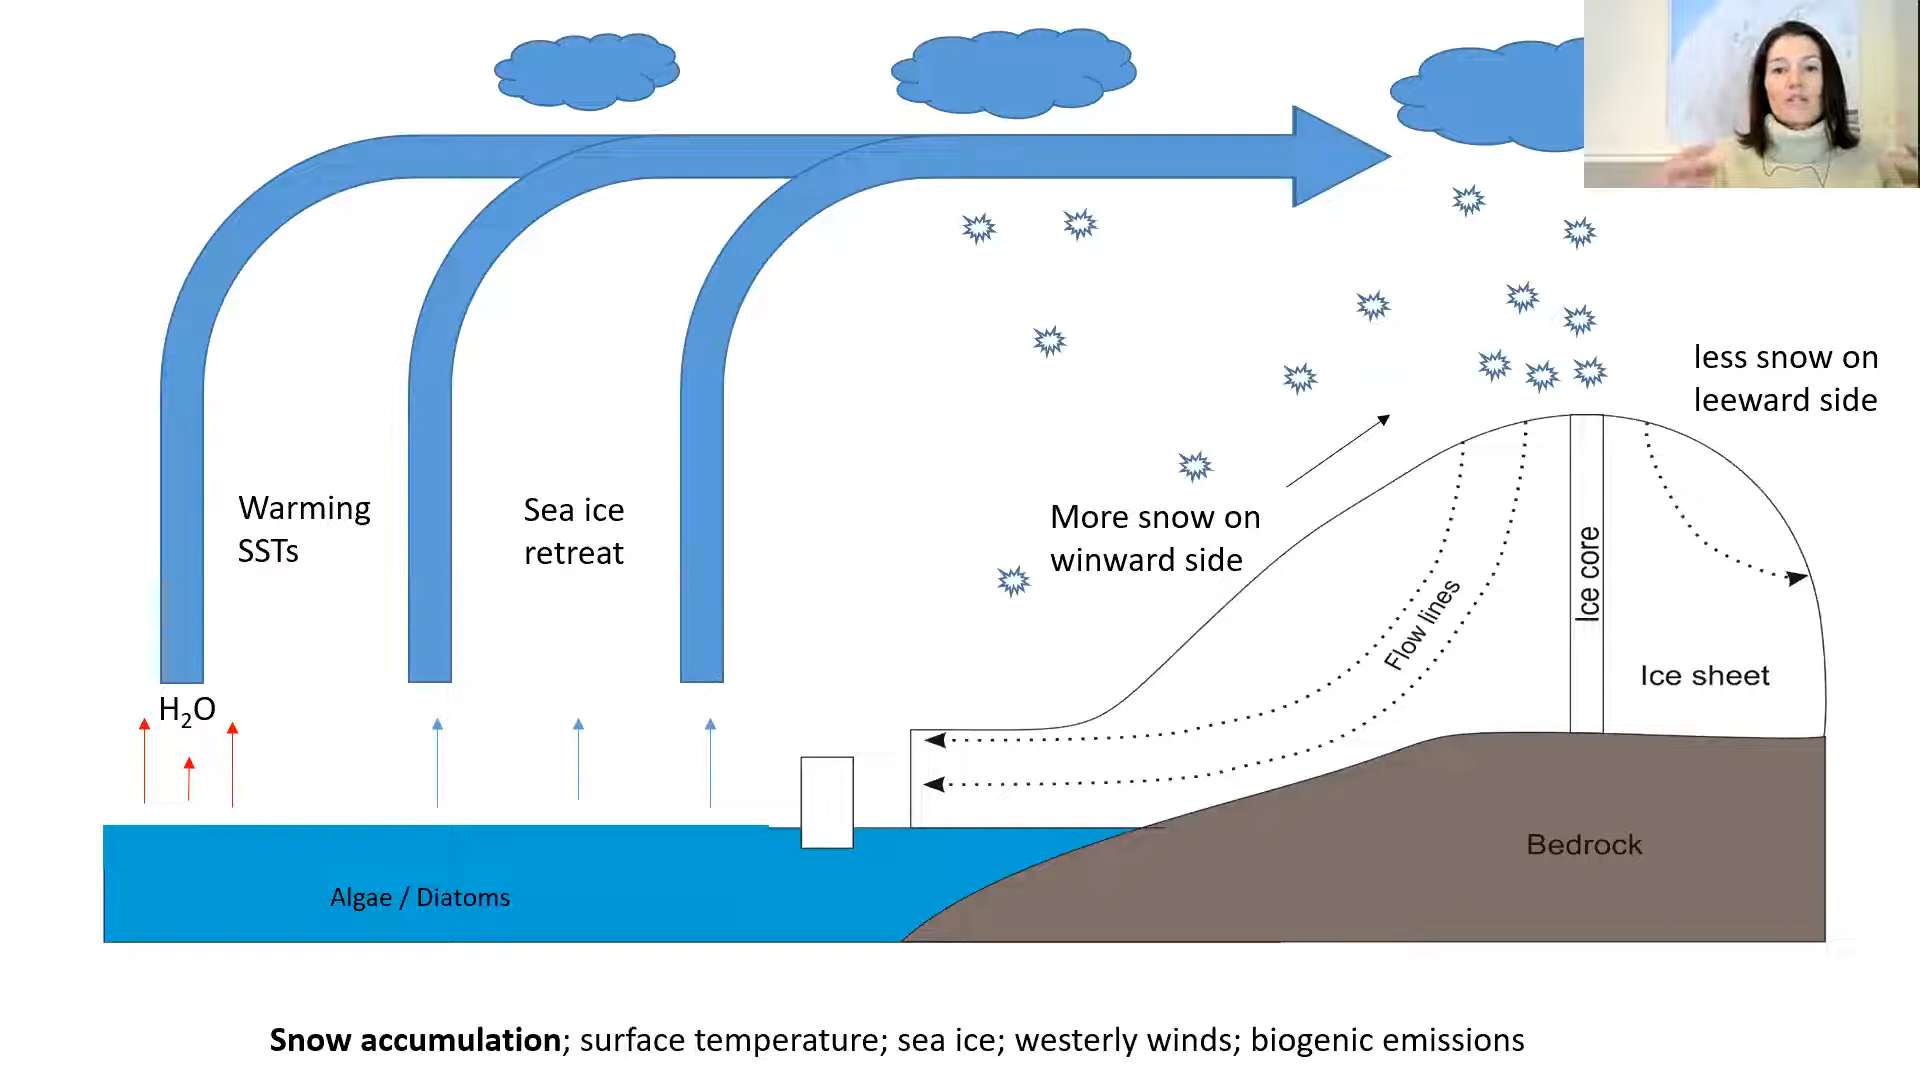 less snow on
leeward side
Warming
SSTs
Sea ice
retreat
More snow on
winward side
Flow lines
Ice core
Ice sheet
H₂O
Bedrock
Algae / Diatoms
Snow accumulation; surface temperature; sea ice; westerly winds; biogenic emissions